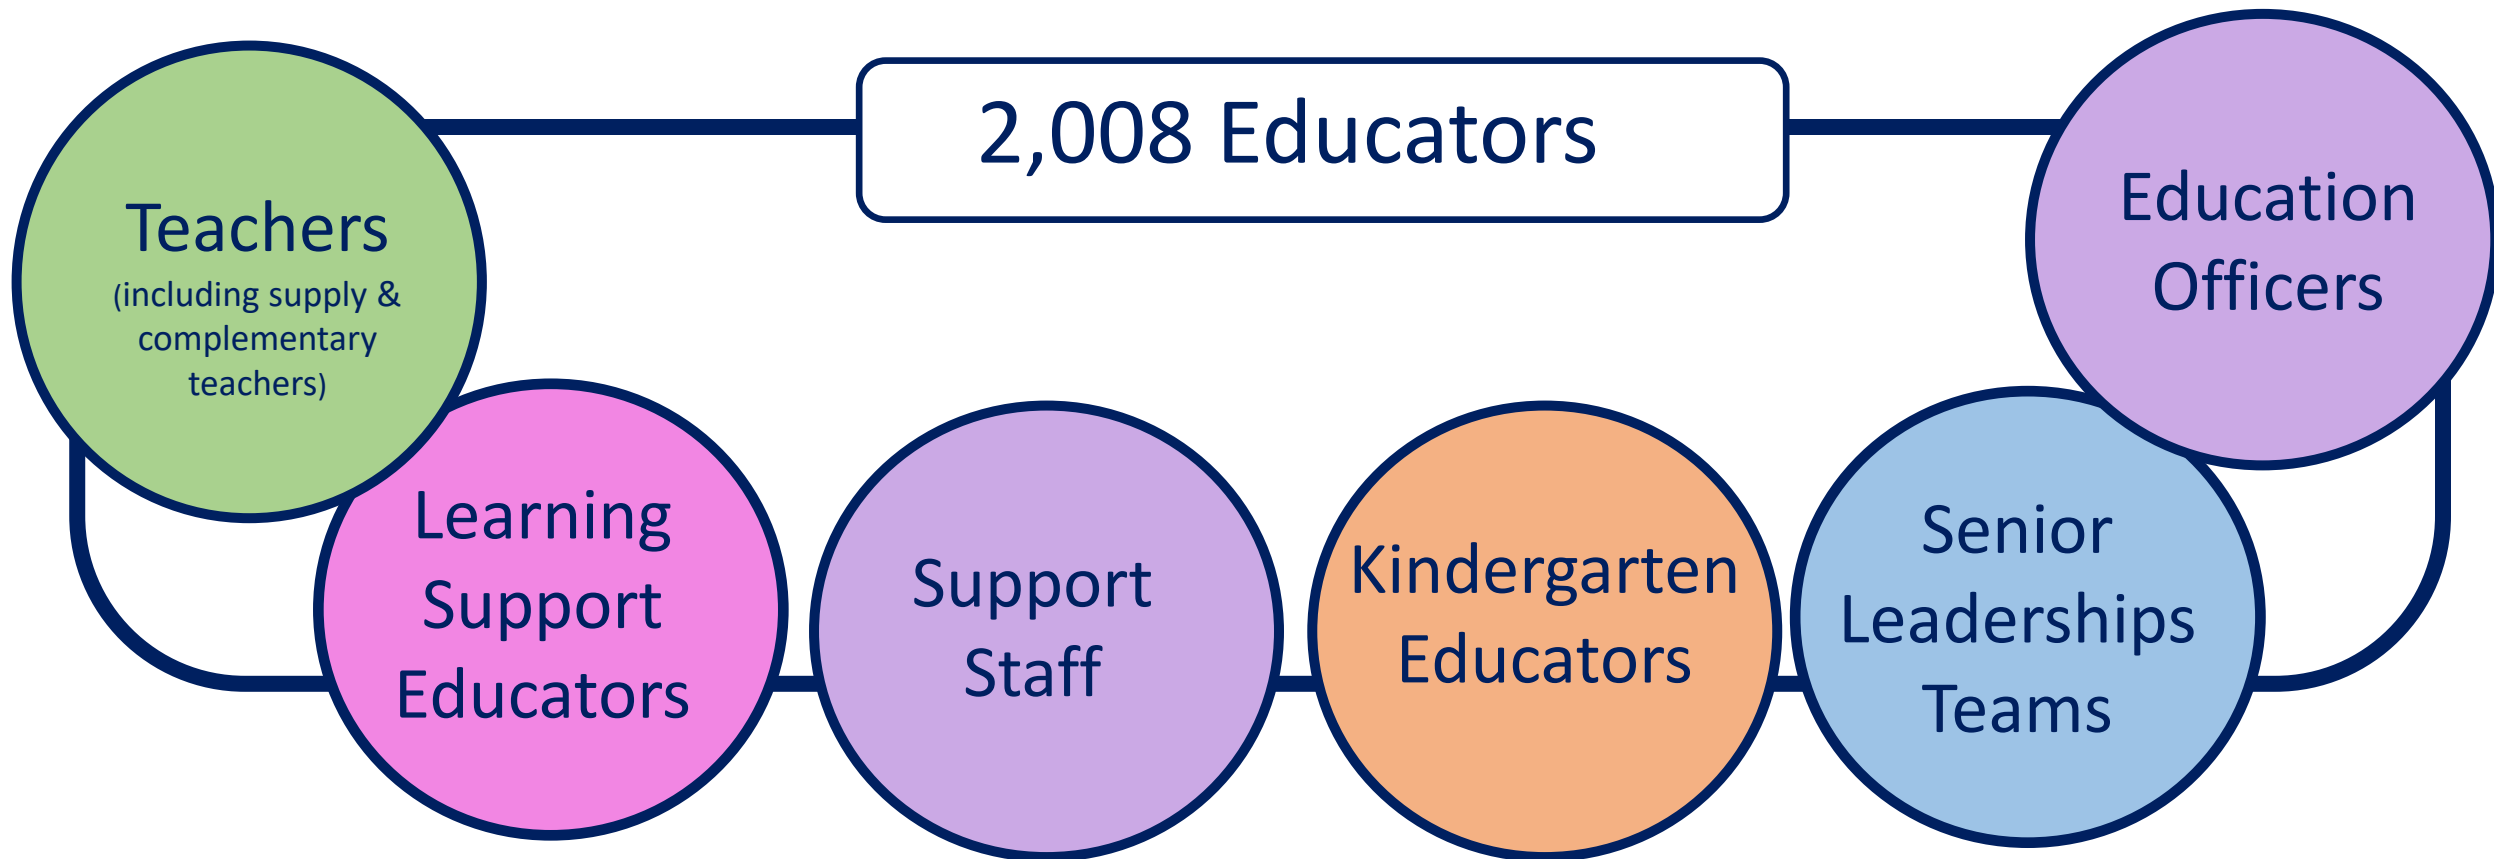 2,008 Educators
Teachers
(including supply &
complementary
teachers)
Learning
Support
Educators
Support
Staff
Kindergarten
Educators
Senior
Leaderships
Teams
Education
Officers